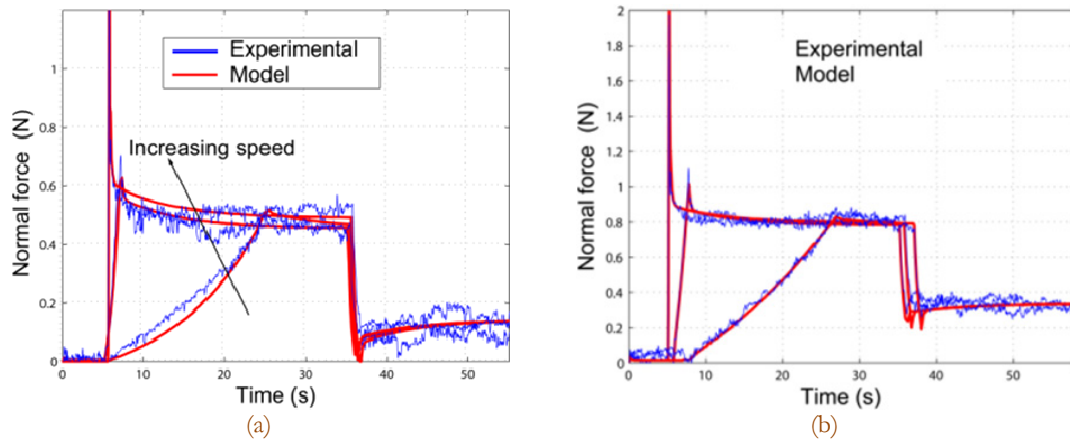 1
0.8
0.6
0.4
0.2
0
Normal force (N)
Experimental
Model
Increasing speed
0 10 20 30 40 50
Time (s)
(a)
2
1.8
1.6
1.4
1.2
1
0.8
0.6
0.4
0.2
0
Normal force (N)
Experimental
Model
0 10 20 30 40 50
Time (s)
(b)